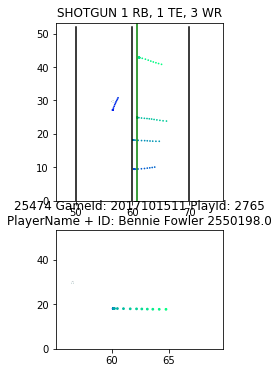 SHOTGUN 1 RB, 1 TE, 3 WR
50
40
30
20
10
0
50 60 70
25474 GameId: 2017101511 PlayId: 2765
PlayerName + ID: Bennie Fowler 2550198.0
40
20
0
60 65